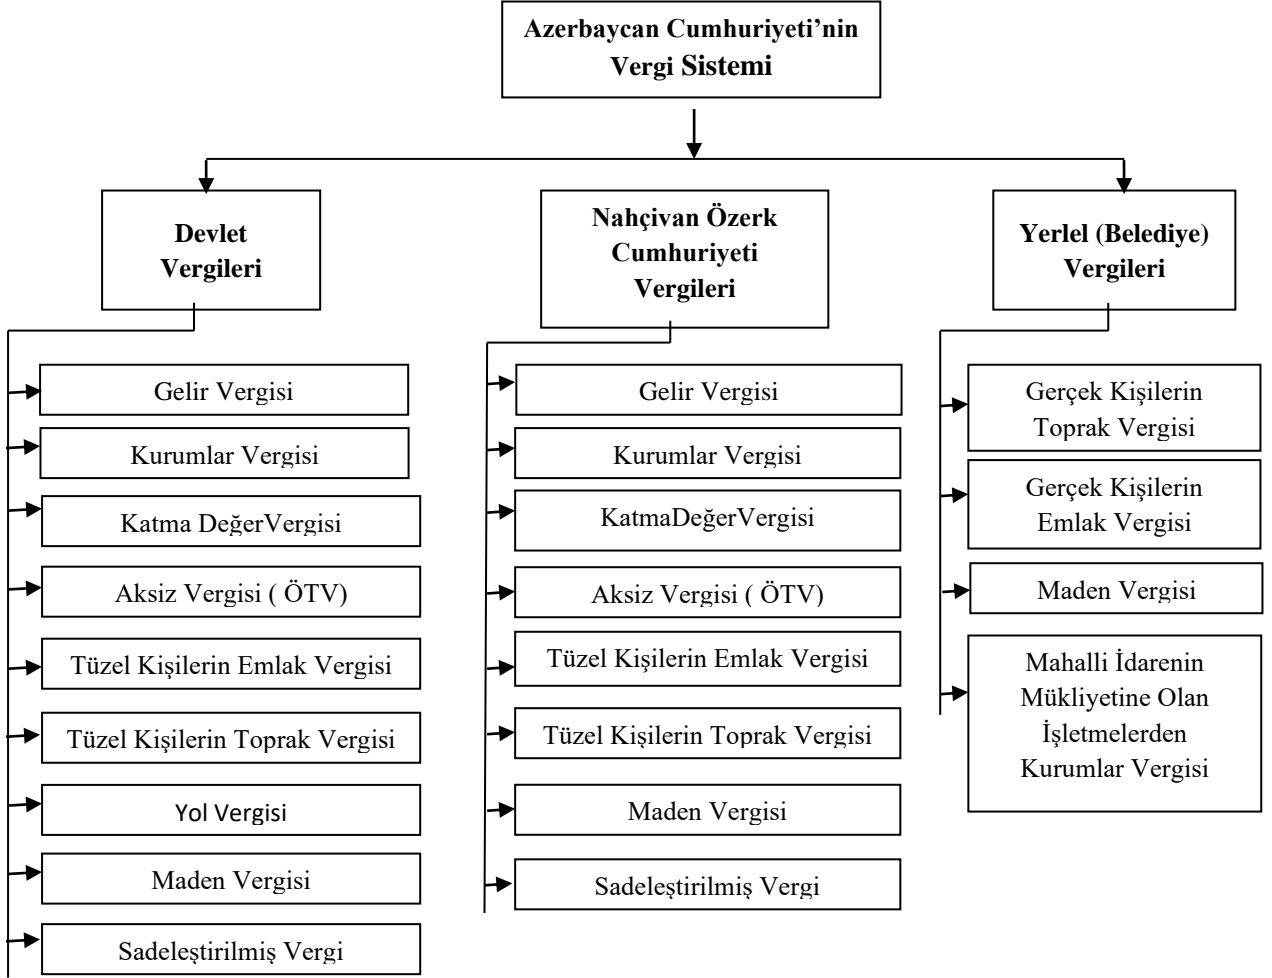 Azerbaycan Cumhuriyeti’nin
Vergi Sistemi
Devlet
Vergileri
Nahçivan Özerk
Cumhuriyeti
Vergileri
Yerlel (Belediye)
Vergileri
Gelir Vergisi
Kurumlar Vergisi
Katma DeğerVergisi
Aksiz Vergisi ( ÖTV)
Tüzel Kişilerin Emlak Vergisi
Tüzel Kişilerin Toprak Vergisi
Yol Vergisi
Maden Vergisi
Sadeleştirilmiş Vergi
Gelir Vergisi
Kurumlar Vergisi
KatmaDeğerVergisi
Aksiz Vergisi ( ÖTV)
Tüzel Kişilerin Emlak Vergisi
Tüzel Kişilerin Toprak Vergisi
Maden Vergisi
Sadeleştirilmiş Vergi
Gerçek Kişilerin
Toprak Vergisi
Gerçek Kişilerin
Emlak Vergisi
Maden Vergisi
Mahalli İdarenin
Mükliyetine Olan
İşletmelerden
Kurumlar Vergisi